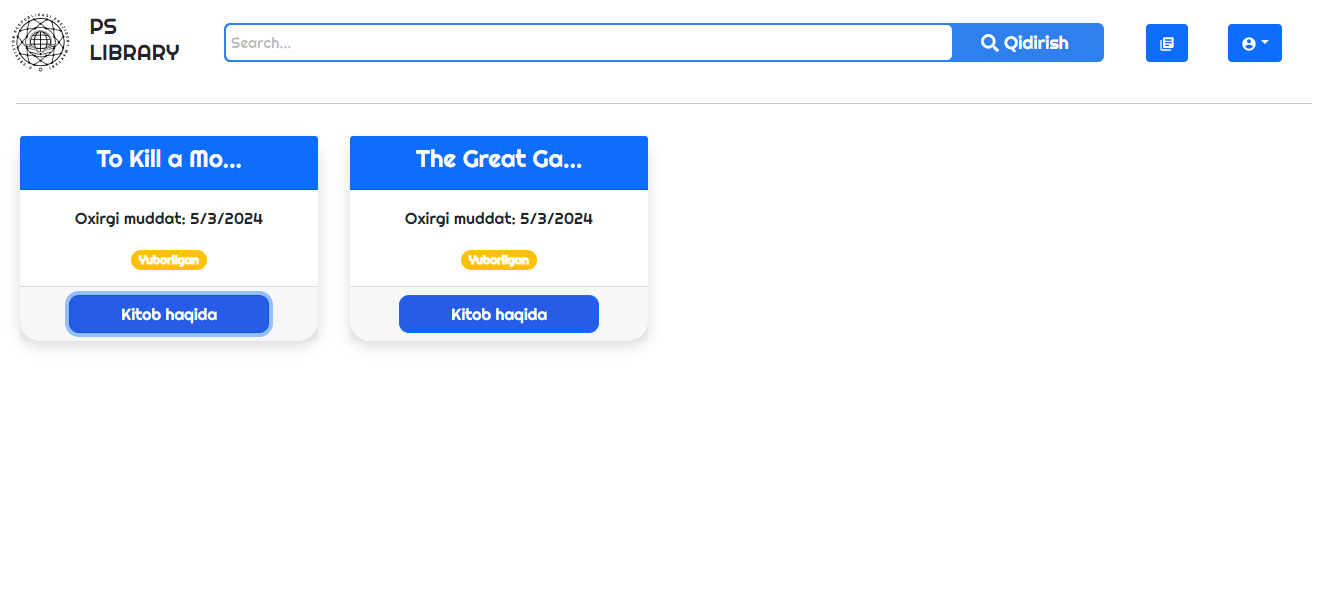 PS
LIBRARY
Search...
Qidirish
To Kill a Mo...
Oxirgi muddat: 5/3/2024
Yuborilgan
Kitob haqida
The Great Ga...
Oxirgi muddat: 5/3/2024
Yuborilgan
Kitob haqida